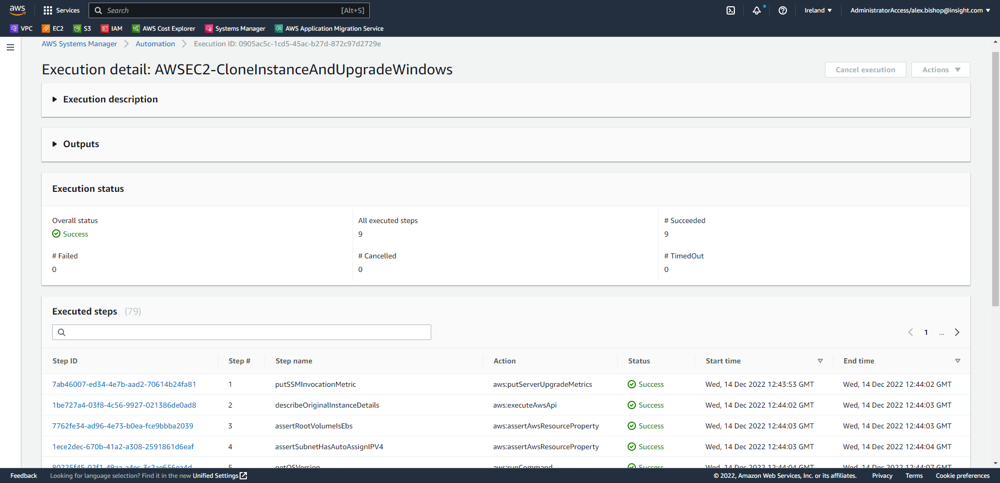 aws Services Search [Alt+S] Ireland ▼ AdministratorAccess/alex.bishop@insight.com ▼
VPC EC2 S3 IAM AWS Cost Explorer Systems Manager AWS Application Migration Service
AWS Systems Manager > Automation > Execution ID: 0905ac5c-1cd5-45ac-b27d-872c97d2729e
Execution detail: AWSEC2-CloneInstanceAndUpgradeWindows Cancel execution Actions ▼
Execution description
Outputs
Execution status
Overall status All executed steps # Succeeded
Success 9 9
# Failed # Cancelled # TimedOut
0 0 0
Executed steps (79)
1 ...
Step ID Step # Step name Action Status Start time End time
7ab46007-ed34-4e7b-aad2-70614b24fa81 1 putSSMInvocationMetric aws:putServerUpgradeMetrics Success Wed, 14 Dec 2022 12:43:53 GMT Wed, 14 Dec 2022 12:44:02 GMT
1be727a4-03f8-4c56-9927-021386de0ad8 2 describeOriginalInstanceDetails aws:executeAwsApi Success Wed, 14 Dec 2022 12:44:02 GMT Wed, 14 Dec 2022 12:44:03 GMT
7762fe34-ad96-4e73-b0ea-fce9bbba2039 3 assertRootVolumeIsEbs aws:assertAwsResourceProperty Success Wed, 14 Dec 2022 12:44:03 GMT Wed, 14 Dec 2022 12:44:03 GMT
1ece2dec-670b-41a2-a308-2591861d6eaf 4 assertSubnetHasAutoAssignIPV4 aws:assertAwsResourceProperty Success Wed, 14 Dec 2022 12:44:03 GMT Wed, 14 Dec 2022 12:44:04 GMT
5 getOSVersion aws:runCommand Success Wed, 14 Dec 2022 12:44:04 GMT Wed, 14 Dec 2022 12:44:07 GMT
Feedback Looking for language selection? Find it in the new Unified Settings © 2022, Amazon Web Services, Inc. or its affiliates. Privacy Terms Cookie preferences